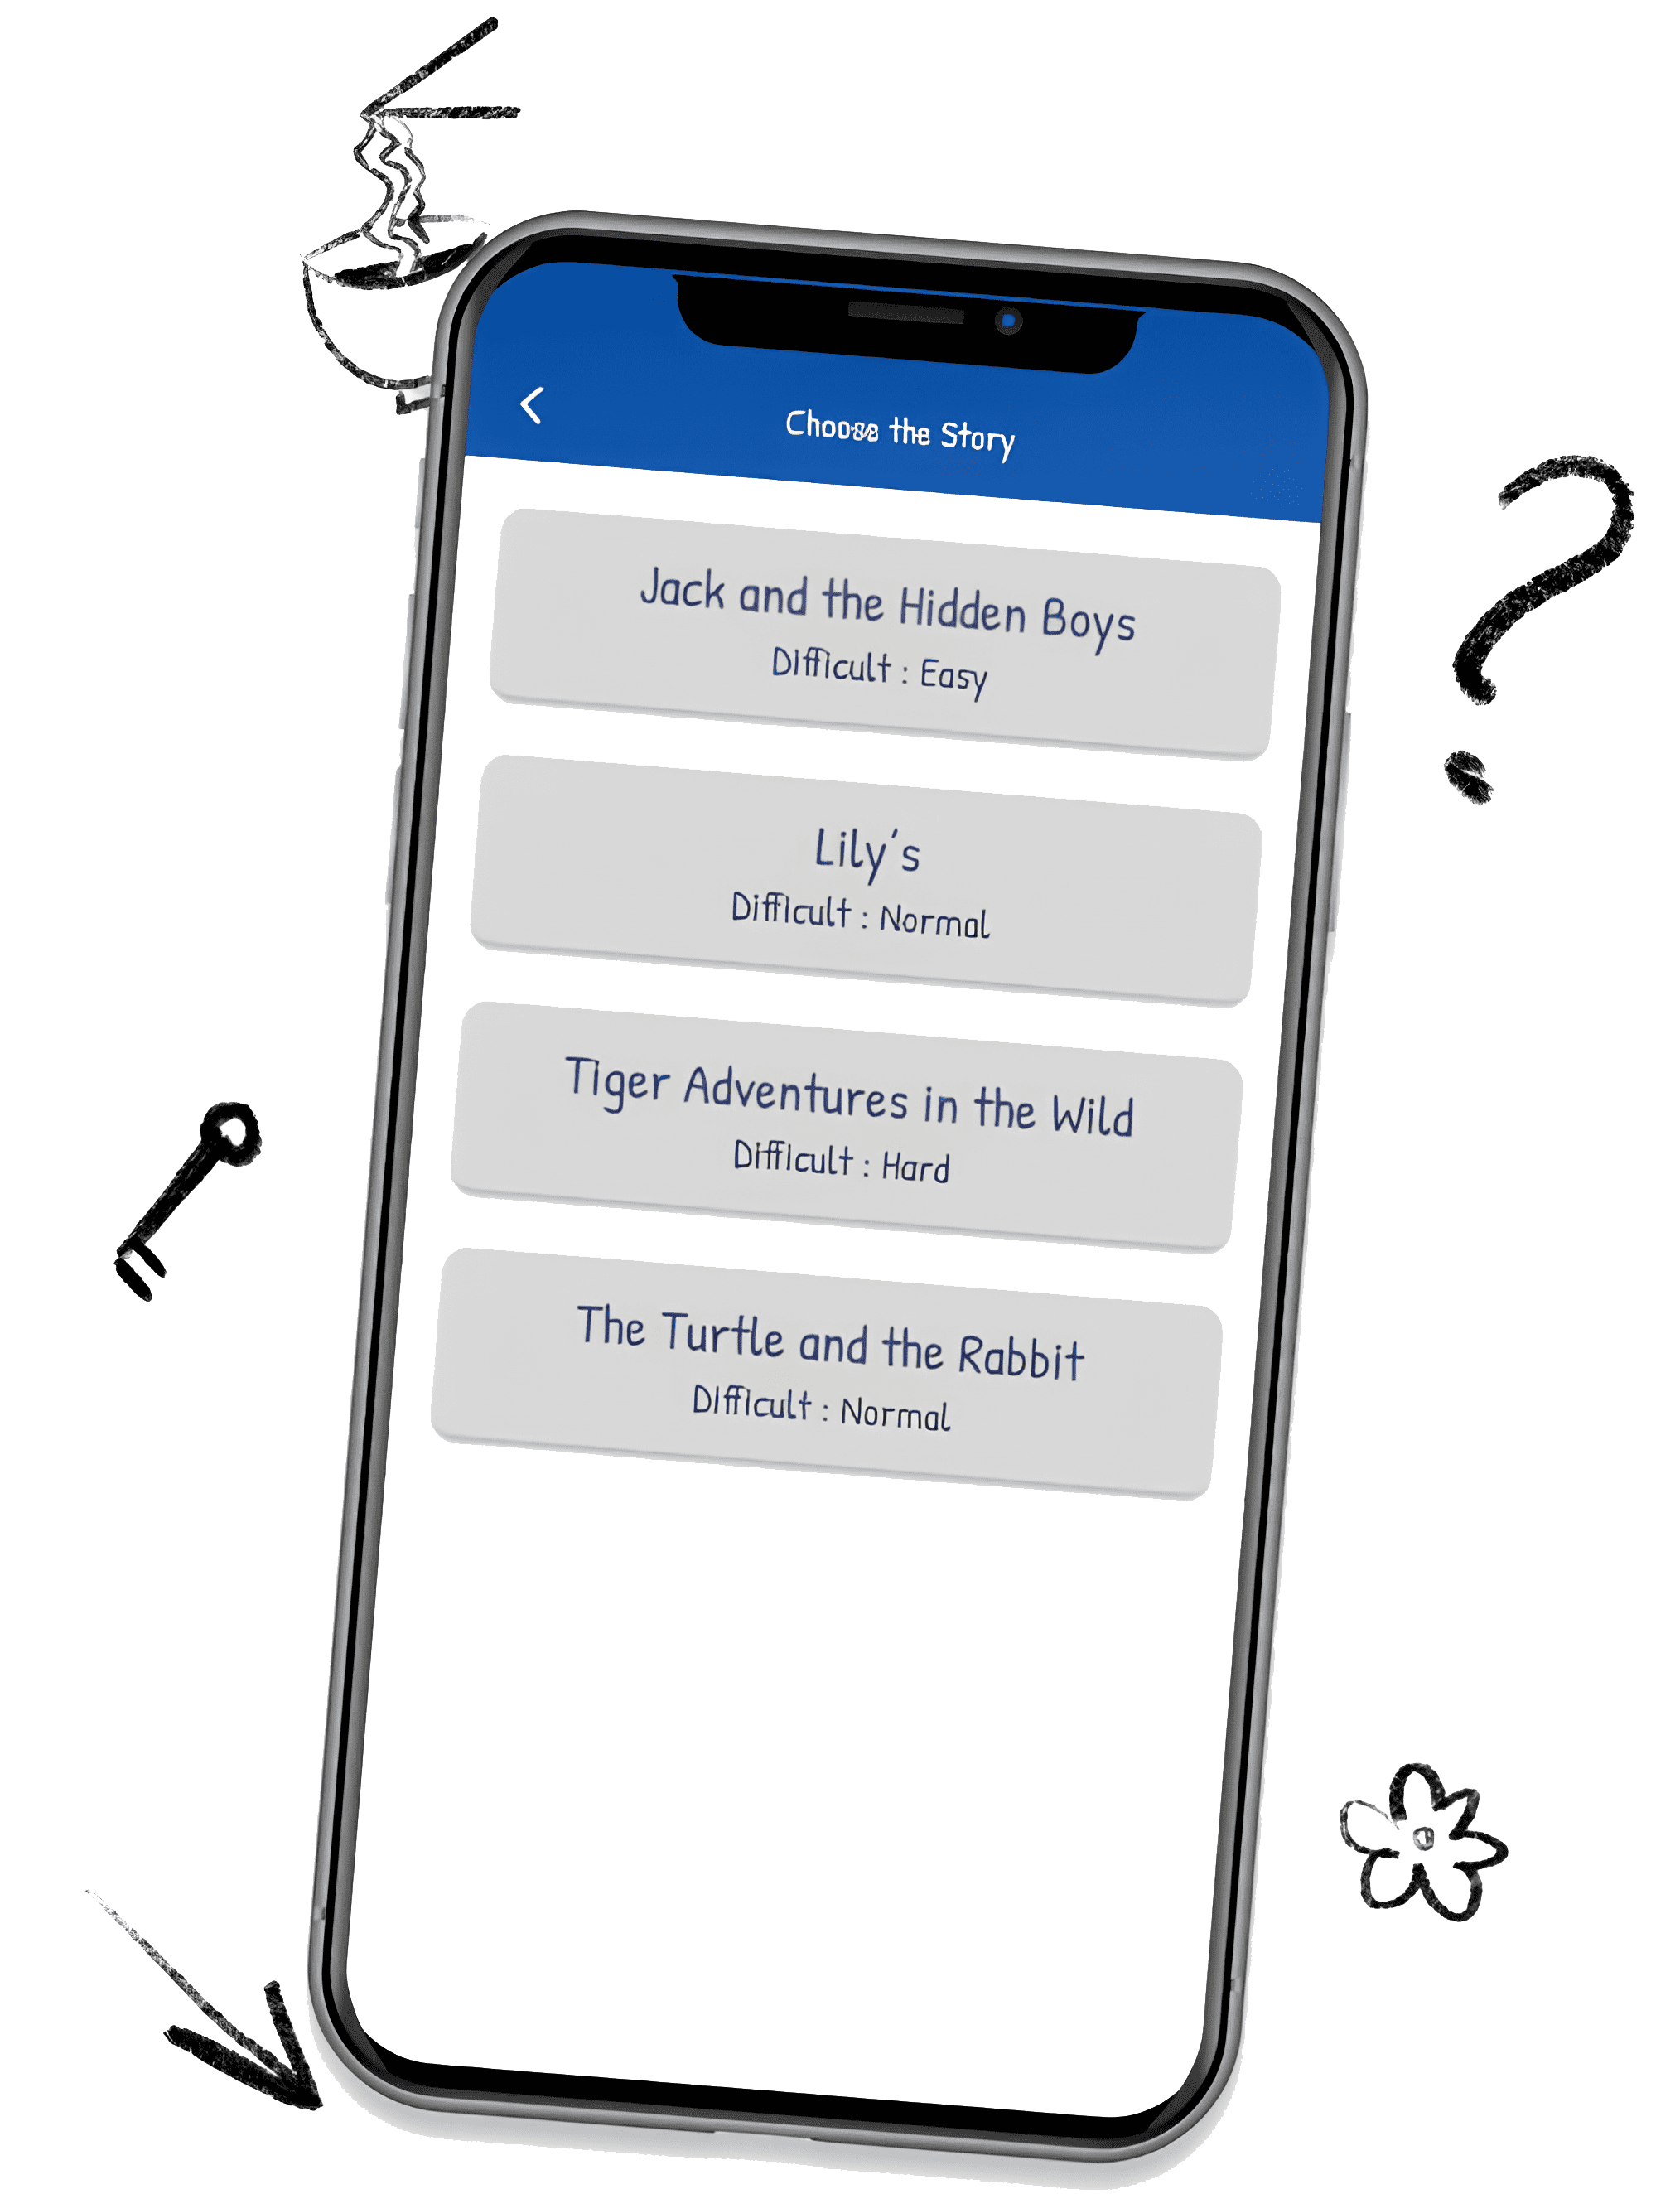 Choose the Story
Jack and the Hidden Boys
Difficult : Easy
Lily's
Difficult : Normal
Tiger Adventures in the Wild
Difficult : Hard
The Turtle and the Rabbit
Difficult : Normal